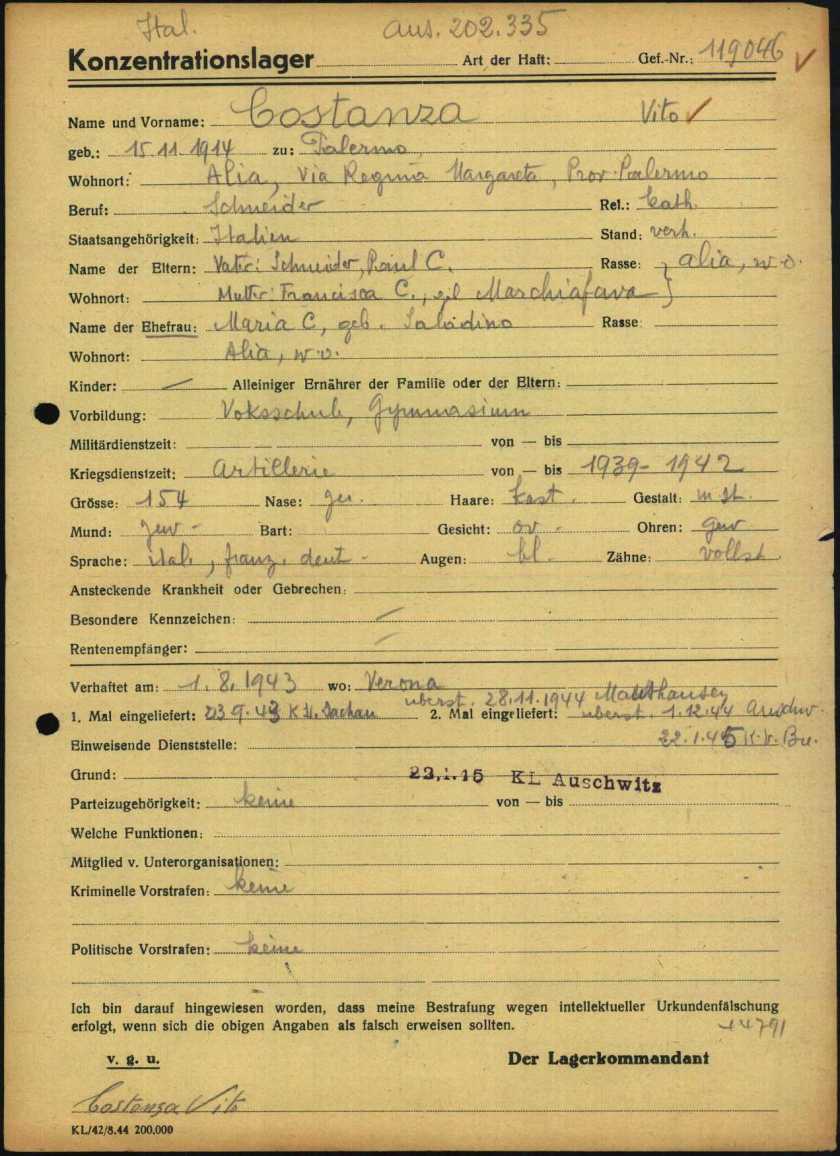 Ital. Aus. 202.335
Konzentrationslager Art der Haft: Gef.-Nr.: 119046
Name und Vorname: Costanza Vito
geb.: 15.11.1914 zu: Palermo
Wohnort: Alia, Via Regina Margareta, Prov. Palermo
Beruf: Schneider Rel.: kath.
Staatsangehörigkeit: Italien Stand: verh.
Name der Eltern: Vater: Schneider, Paul C. Rasse: } Alia, w.o.
Wohnort: Mutter: Francisca C., geb Marchiafava }
Name der Ehefrau: Maria C, geb. Saladino Rasse:
Wohnort: Alia, w.o.
Kinder: — Alleiniger Ernährer der Familie oder der Eltern:
Vorbildung: Voksschule, Gymmasium
Militärdienstzeit: von — bis
Kriegsdienstzeit: Artillerie von — bis 1939-1942
Grösse: 154 Nase: ger. Haare: kast. Gestalt: m st.
Mund: gew - Bart: Gesicht: ov - Ohren: gew
Sprache: ital, franz. deut - Augen: bl. Zähne: vollst
Ansteckende Krankheit oder Gebrechen:
Besondere Kennzeichen: —
Rentenempfänger: —
Verhaftet am: 1.8.1943 wo: Verona
überst. 28.11.1944 Mauthausen
1. Mal eingeliefert: 23.9.43 K.L. Dachau 2. Mal eingeliefert: überst. 1.12.44 Auschw.
Einweisende Dienststelle: 22.1.45 K.L. Bu.
Grund: 23.1.45 KL Auschwitz
Parteizugehörigkeit: keine von — bis
Welche Funktionen:
Mitglied v. Unterorganisationen:
Kriminelle Vorstrafen: keine
Politische Vorstrafen: keine
Ich bin darauf hingewiesen worden, dass meine Bestrafung wegen intellektueller Urkundenfälschung
erfolgt, wenn sich die obigen Angaben als falsch erweisen sollten. 14791
v. g. u. Der Lagerkommandant
Costanza Vito
KL/42/8.44 200,000